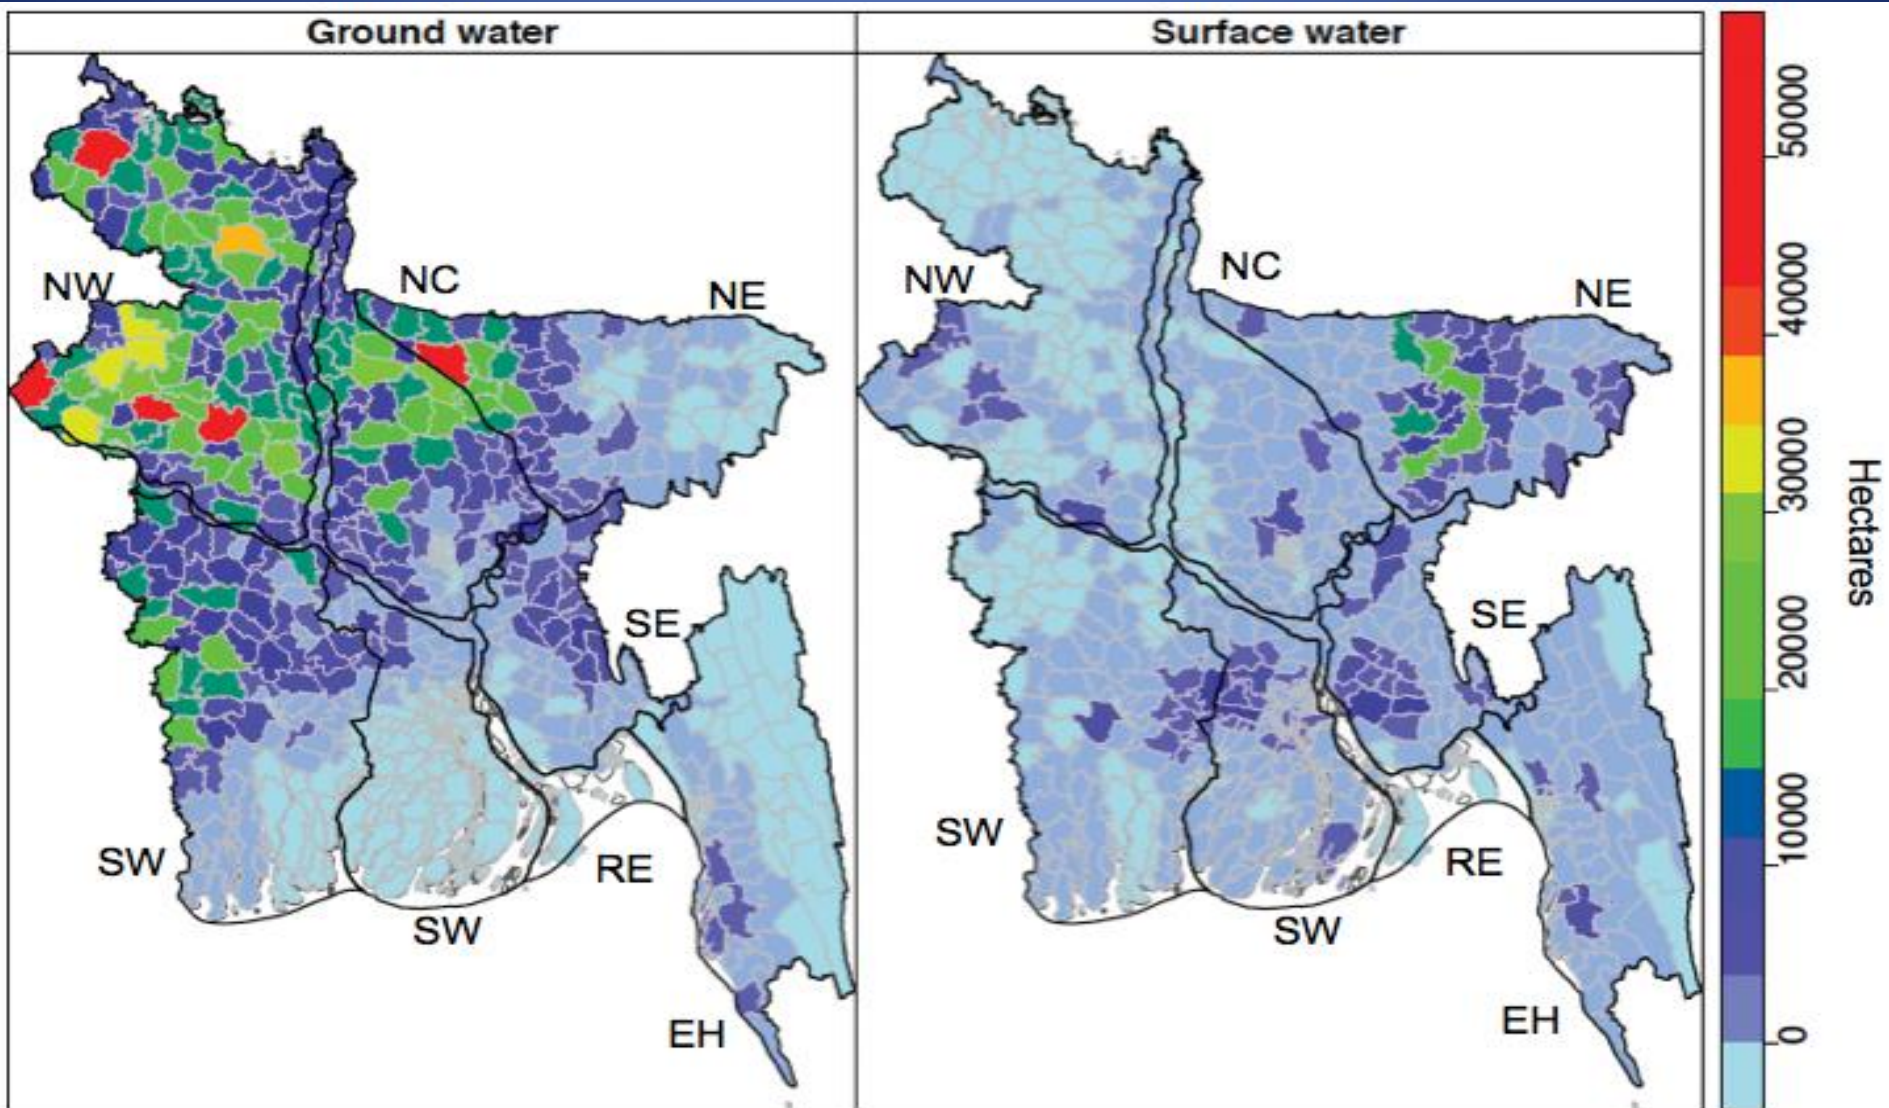 Ground water
Surface water
NW
NC
NE
SE
SW
SW
RE
EH
NW
NC
NE
SE
SW
SW
RE
EH
50000
40000
30000
20000
10000
0
Hectares